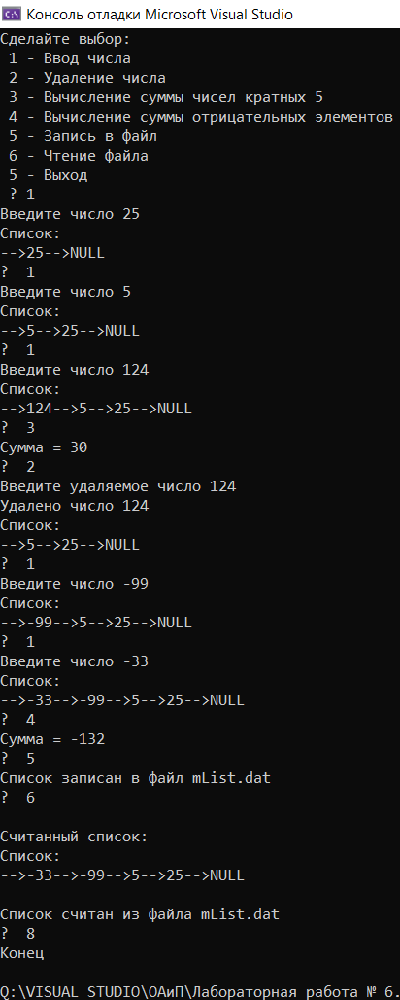 Консоль отладки Microsoft Visual Studio
Сделайте выбор:
1 - Ввод числа
2 - Удаление числа
3 - Вычисление суммы чисел кратных 5
4 - Вычисление суммы отрицательных элементов
5 - Запись в файл
6 - Чтение файла
5 - Выход
? 1
Введите число 25
Список:
-->25-->NULL
?  1
Введите число 5
Список:
-->5-->25-->NULL
?  1
Введите число 124
Список:
-->124-->5-->25-->NULL
?  3
Сумма = 30
?  2
Введите удаляемое число 124
Удалено число 124
Список:
-->5-->25-->NULL
?  1
Введите число -99
Список:
-->-99-->5-->25-->NULL
?  1
Введите число -33
Список:
-->-33-->-99-->5-->25-->NULL
?  4
Сумма = -132
?  5
Список записан в файл mList.dat
?  6
Считанный список:
Список:
-->-33-->-99-->5-->25-->NULL
Список считан из файла mList.dat
?  8
Конец
Q:\VISUAL STUDIO\ОАиП\Лабораторная работа № 6.